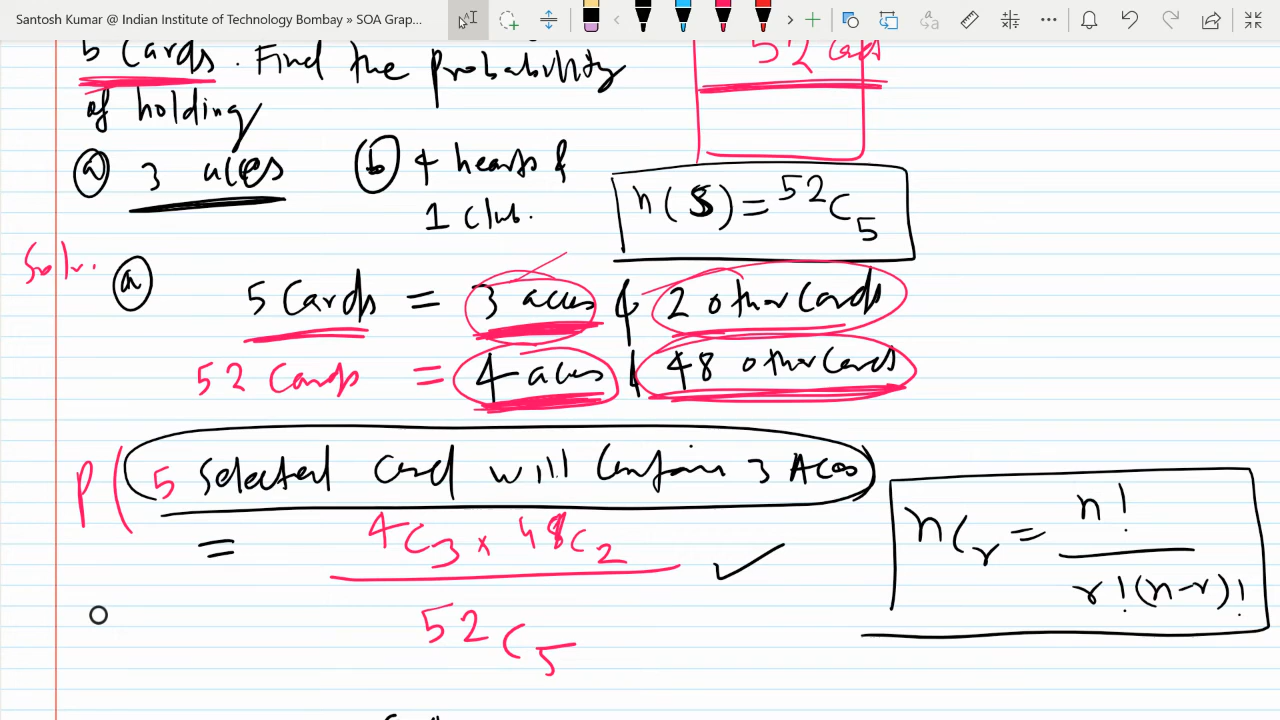 Santosh Kumar @ Indian Institute of Technology Bombay » SOA Grap...
5 Cards. Find the probability
52 Cards
of holding
(a) 3 aces (b) 4 hearts &
1 club.
n(S) = ⁵²C₅
Soln.
(a) 5 Cards = 3 aces & 2 other Cards
52 Cards = 4 aces & 48 other Cards
P( 5 Selected Card will Contain 3 Aces )
= 4C₃ x 48C₂
52C₅
nCᵣ = n!
r!(n-r)!